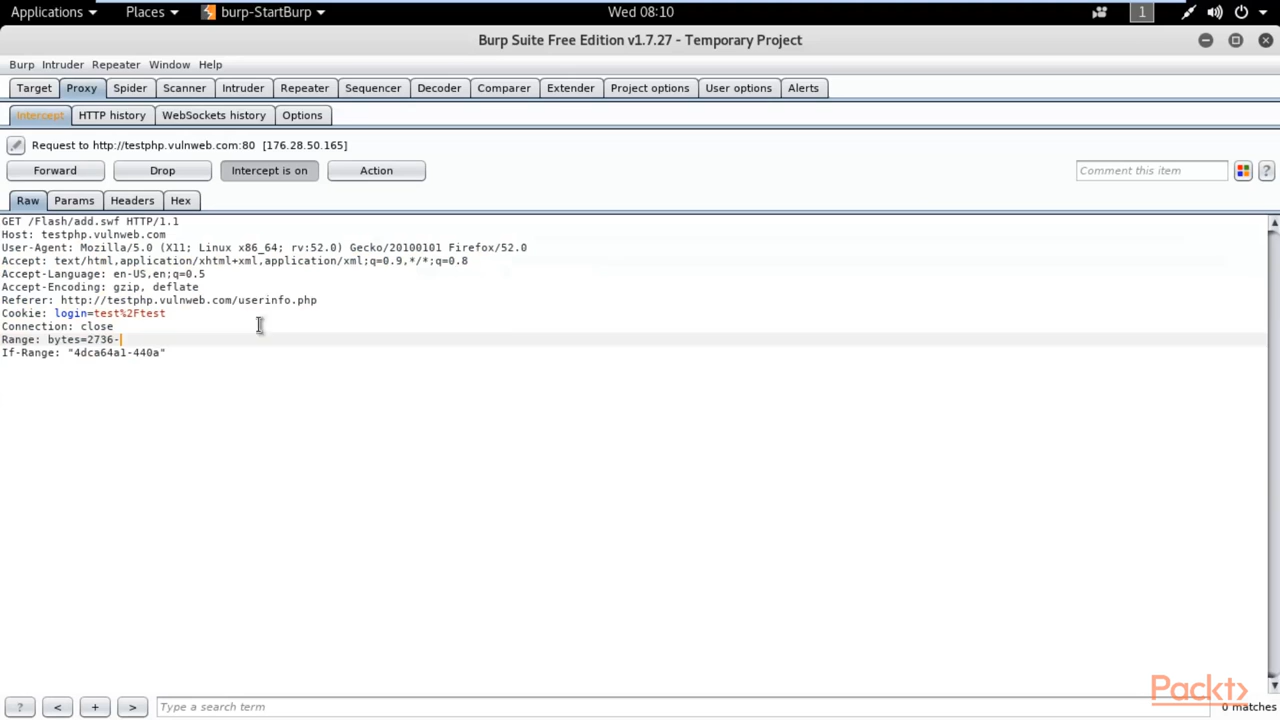 Applications Places burp-StartBurp Wed 08:10 1
Burp Suite Free Edition v1.7.27 - Temporary Project
Burp Intruder Repeater Window Help
Target Proxy Spider Scanner Intruder Repeater Sequencer Decoder Comparer Extender Project options User options Alerts
Intercept HTTP history WebSockets history Options
Request to http://testphp.vulnweb.com:80 [176.28.50.165]
Forward Drop Intercept is on Action Comment this item ?
Raw Params Headers Hex
GET /Flash/add.swf HTTP/1.1
Host: testphp.vulnweb.com
User-Agent: Mozilla/5.0 (X11; Linux x86_64; rv:52.0) Gecko/20100101 Firefox/52.0
Accept: text/html,application/xhtml+xml,application/xml;q=0.9,*/*;q=0.8
Accept-Language: en-US,en;q=0.5
Accept-Encoding: gzip, deflate
Referer: http://testphp.vulnweb.com/userinfo.php
Cookie: login=test%2Ftest
Connection: close
Range: bytes=2736-
If-Range: "4dca64a1-440a"
Packt>
? < + > Type a search term 0 matches